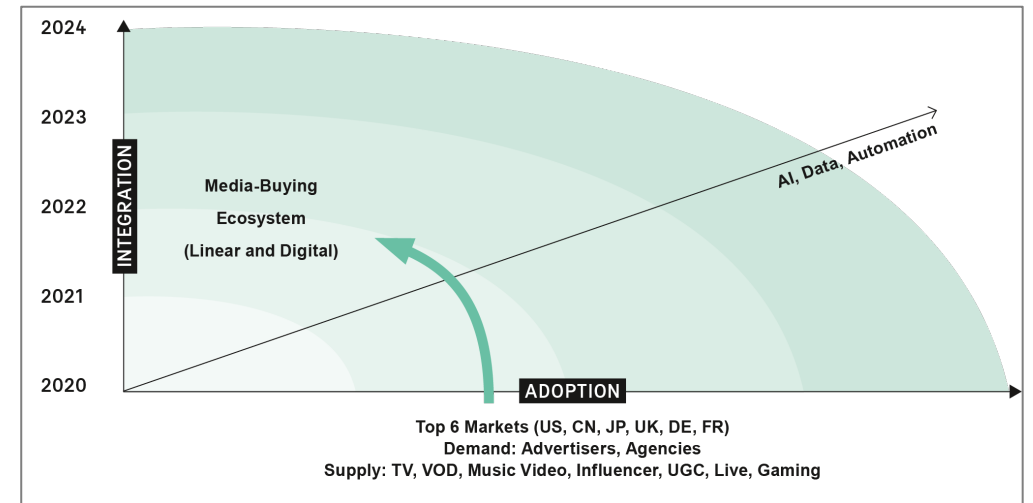 2024
2023
2022
2021
2020
INTEGRATION
Media-Buying
Ecosystem
(Linear and Digital)
AI, Data, Automation
ADOPTION
Top 6 Markets (US, CN, JP, UK, DE, FR)
Demand: Advertisers, Agencies
Supply: TV, VOD, Music Video, Influencer, UGC, Live, Gaming